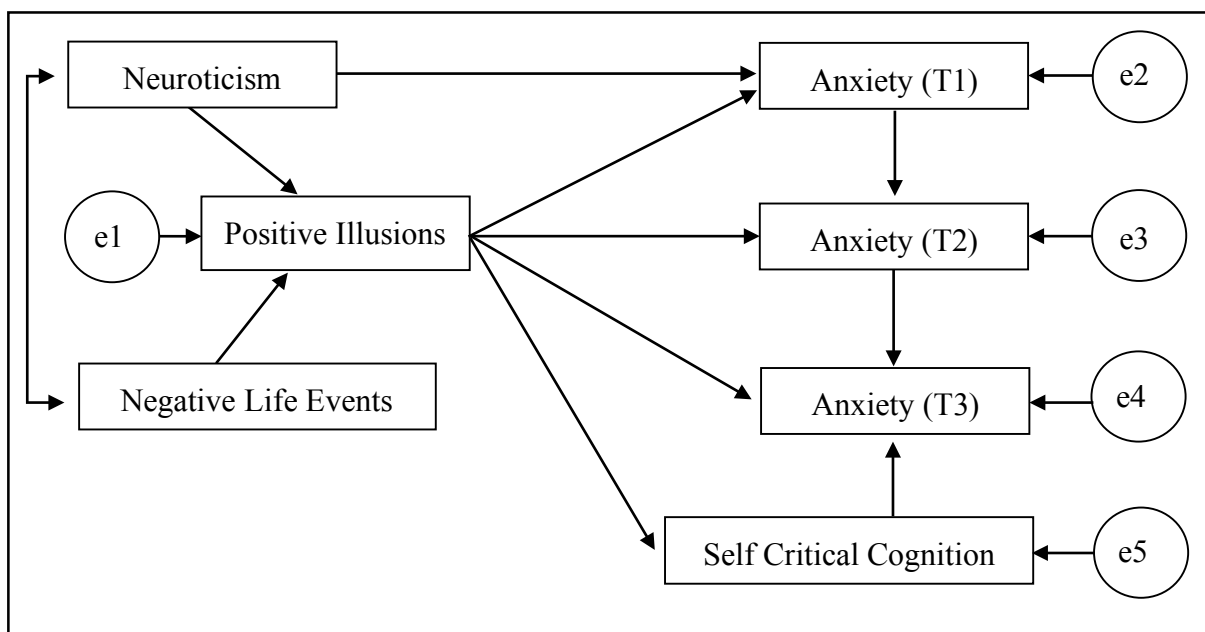 Neuroticism
Anxiety (T1)
e2
e1
Positive Illusions
Anxiety (T2)
e3
Negative Life Events
Anxiety (T3)
e4
Self Critical Cognition
e5